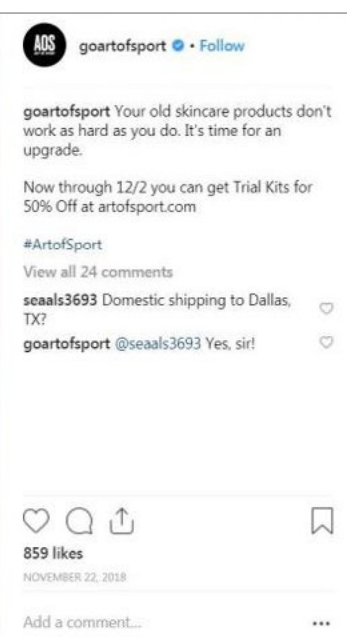 AOS
goartofsport • Follow
goartofsport Your old skincare products don't
work as hard as you do. It's time for an
upgrade.
Now through 12/2 you can get Trial Kits for
50% Off at artofsport.com
#ArtofSport
View all 24 comments
seaals3693 Domestic shipping to Dallas,
TX?
goartofsport @seaals3693 Yes, sir!
859 likes
NOVEMBER 22, 2018
Add a comment...